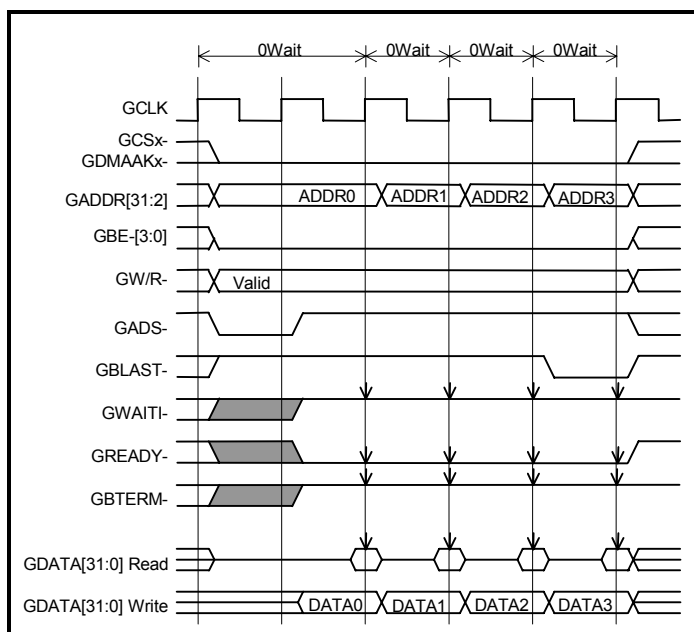 0Wait 0Wait 0Wait 0Wait
GCLK
GCSx-
GDMAAKx-
GADDR[31:2] ADDR0 ADDR1 ADDR2 ADDR3
GBE-[3:0]
GW/R- Valid
GADS-
GBLAST-
GWAITI-
GREADY-
GBTERM-
GDATA[31:0] Read
GDATA[31:0] Write DATA0 DATA1 DATA2 DATA3